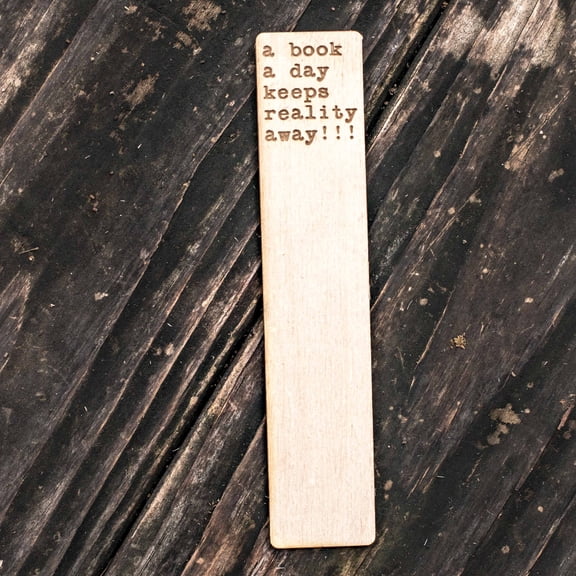 a book
a day
keeps
reality
away!!!